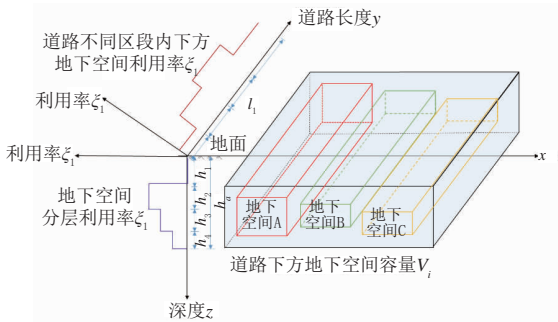 道路长度y
道路不同区段内下方
地下空间利用率ξ₁
l₁
利用率ξ₁
地面
利用率ξ₁
x
h₁
地下空间
分层利用率ξ₁
h₂
h₃
h₄
hₐ
地下
空间A
地下
空间B
地下
空间C
道路下方地下空间容量Vᵢ
深度z